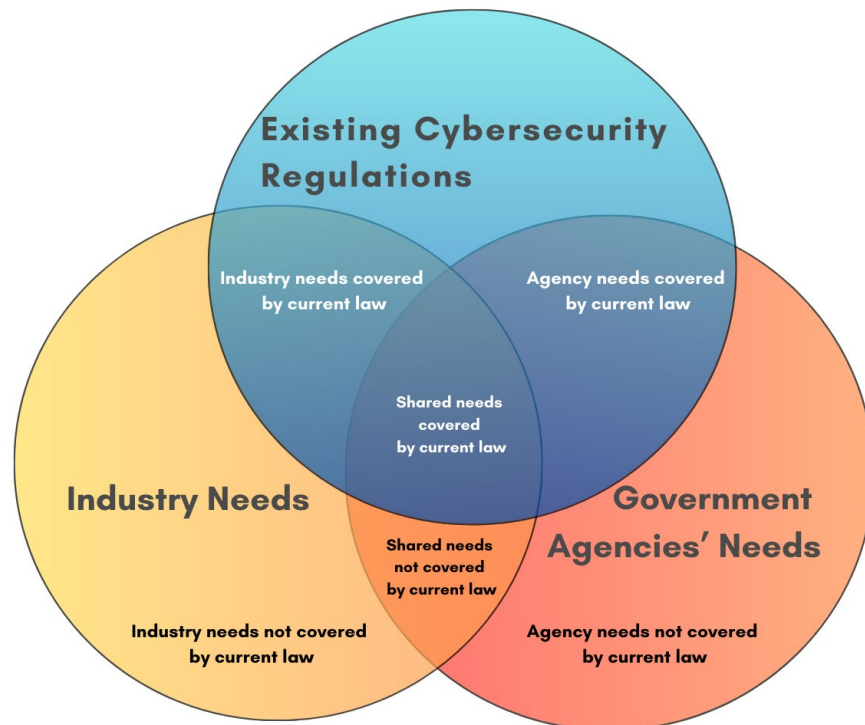 Existing Cybersecurity
Regulations
Industry needs covered
by current law
Agency needs covered
by current law
Shared needs
covered
by current law
Industry Needs
Government
Agencies’ Needs
Shared needs
not covered
by current law
Industry needs not covered
by current law
Agency needs not covered
by current law